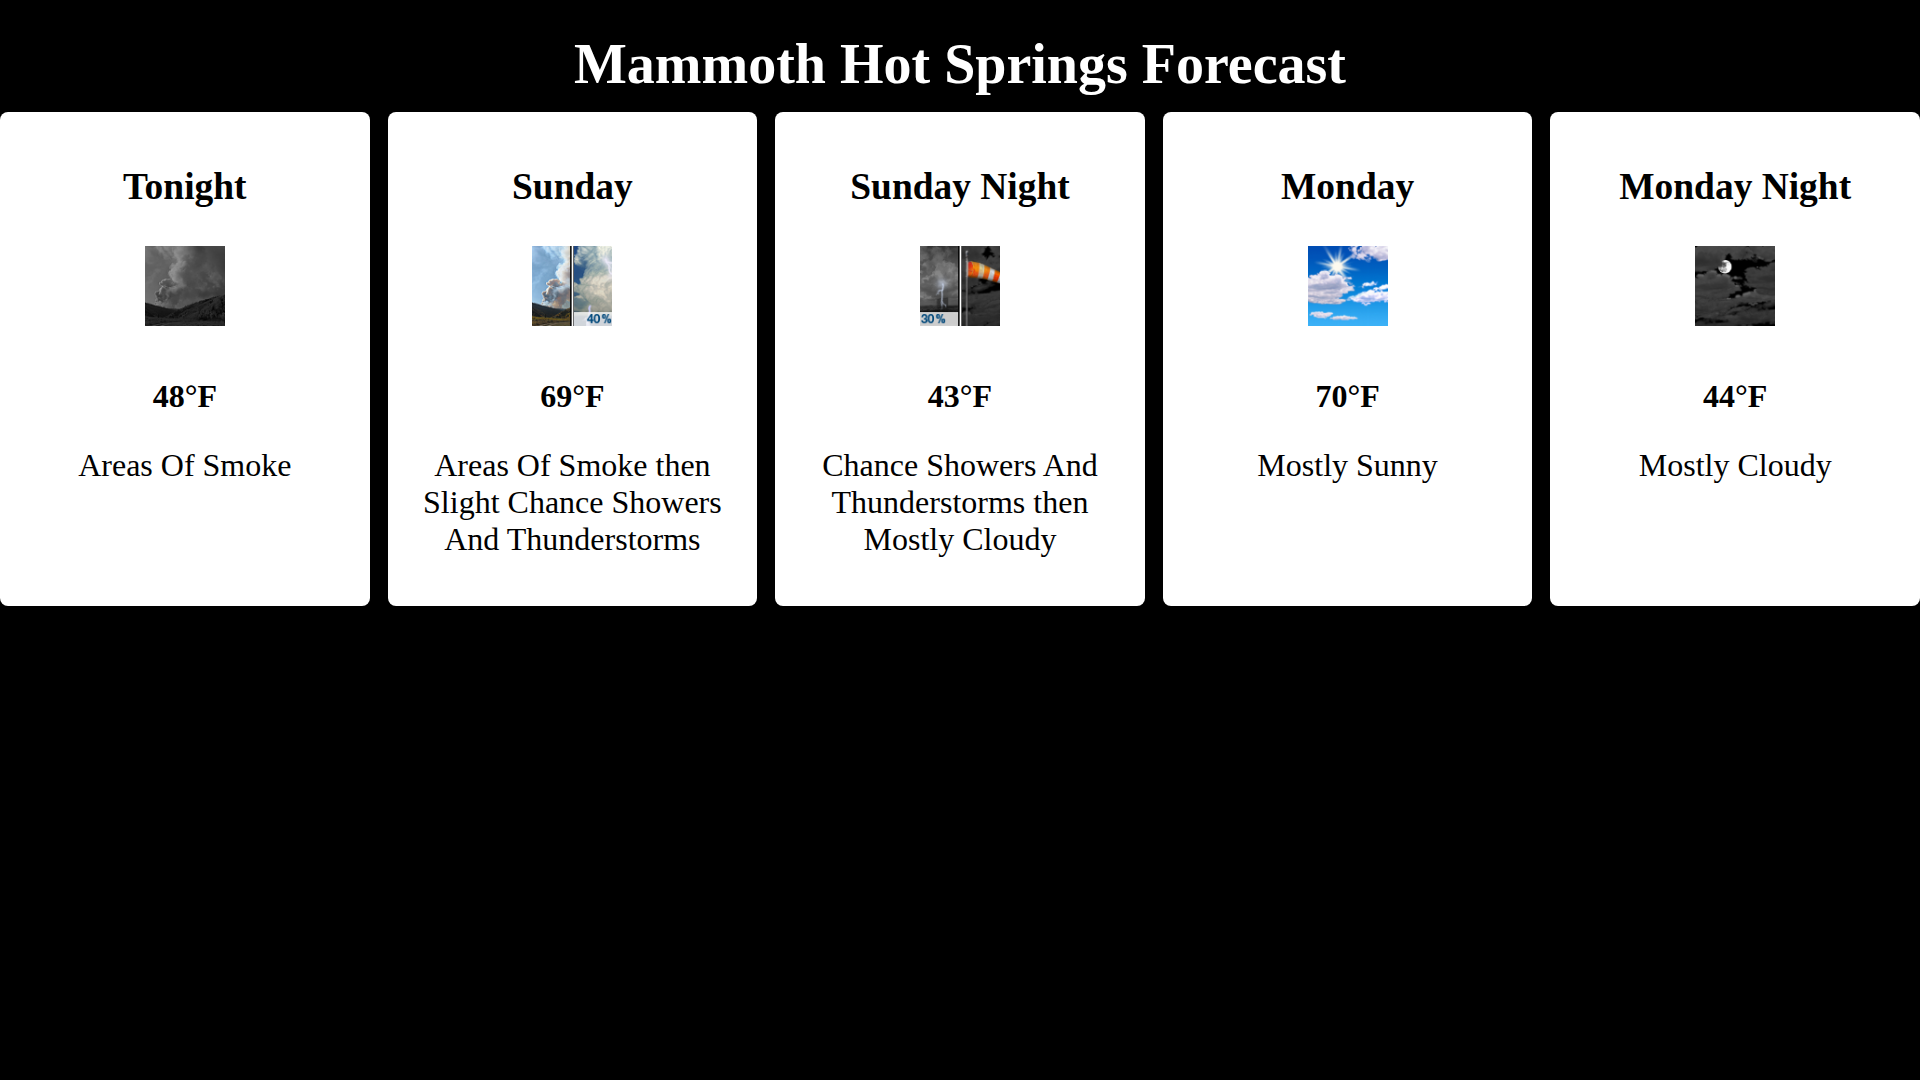 Mammoth Hot Springs Forecast
Tonight
48°F
Areas Of Smoke
Sunday
40%
69°F
Areas Of Smoke then
Slight Chance Showers
And Thunderstorms
Sunday Night
30%
43°F
Chance Showers And
Thunderstorms then
Mostly Cloudy
Monday
70°F
Mostly Sunny
Monday Night
44°F
Mostly Cloudy